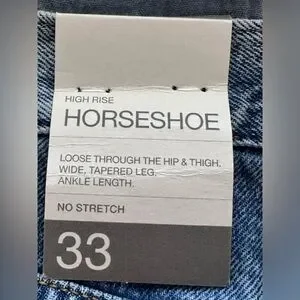 HIGH RISE
HORSESHOE
LOOSE THROUGH THE HIP & THIGH.
WIDE, TAPERED LEG.
ANKLE LENGTH.
NO STRETCH
33